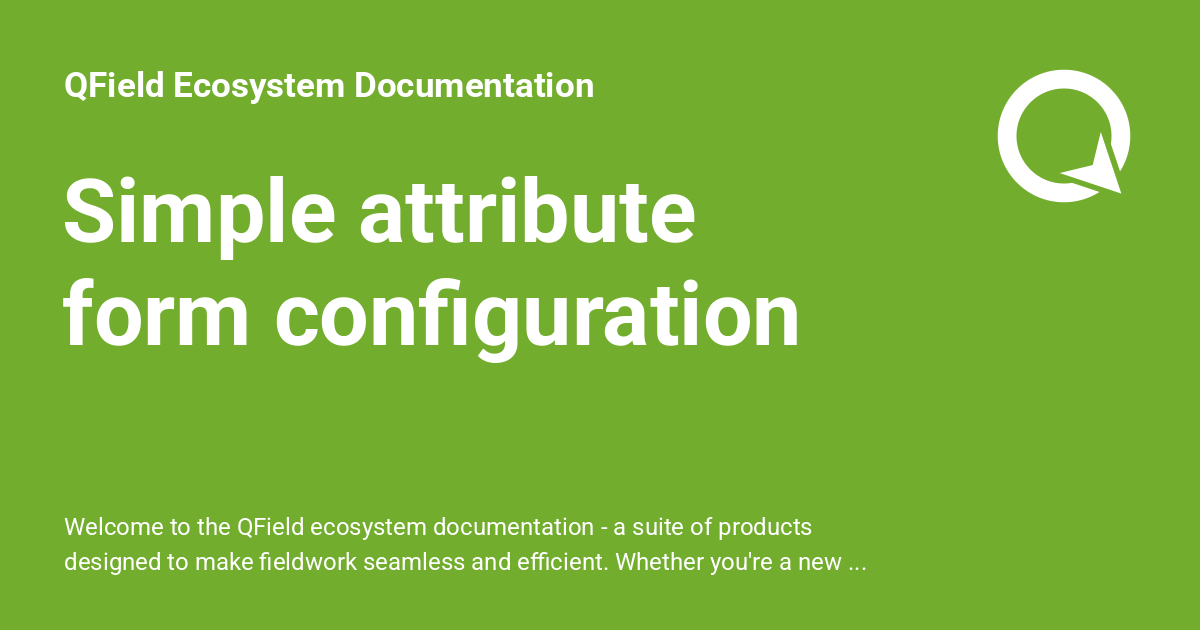 QField Ecosystem Documentation
Simple attribute
form configuration
Welcome to the QField ecosystem documentation - a suite of products
designed to make fieldwork seamless and efficient. Whether you're a new ...